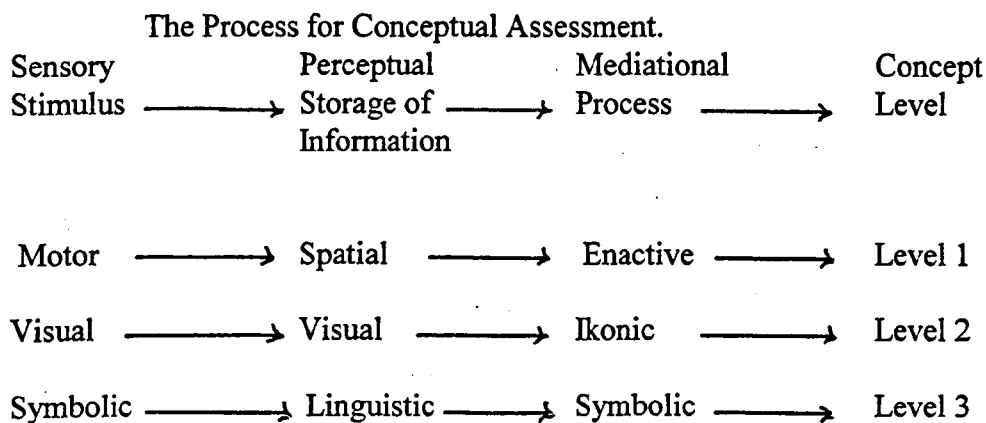 The Process for Conceptual Assessment.
Sensory Perceptual Mediational Concept
Stimulus Storage of Process Level
Information
Motor Spatial Enactive Level 1
Visual Visual Ikonic Level 2
Symbolic Linguistic Symbolic Level 3